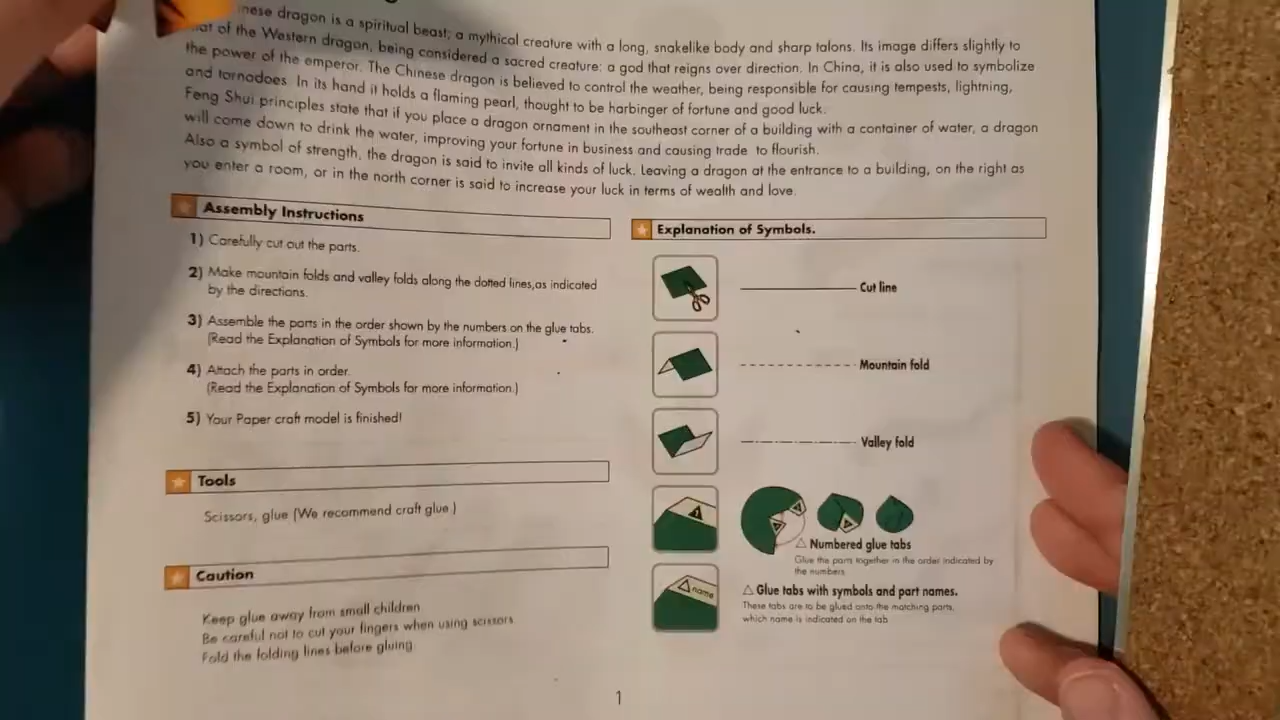 nese dragon is a spiritual beast; a mythical creature with a long, snakelike body and sharp talons. Its image differs slightly to
of the Western dragon, being considered a sacred creature: a god that reigns over direction. In China, it is also used to symbolize
the power of the emperor. The Chinese dragon is believed to control the weather, being responsible for causing tempests, lightning,
and tornadoes. In its hand it holds a flaming pearl, thought to be harbinger of fortune and good luck.
Feng Shui principles state that if you place a dragon ornament in the southeast corner of a building with a container of water, a dragon
will come down to drink the water, improving your fortune in business and causing trade to flourish.
Also a symbol of strength, the dragon is said to invite all kinds of luck. Leaving a dragon at the entrance to a building, on the right as
you enter a room, or in the north corner is said to increase your luck in terms of wealth and love.
Assembly Instructions
1) Carefully cut out the parts.
2) Make mountain folds and valley folds along the dotted lines,as indicated
by the directions.
3) Assemble the parts in the order shown by the numbers on the glue tabs.
(Read the Explanation of Symbols for more information.)
4) Attach the parts in order.
(Read the Explanation of Symbols for more information.)
5) Your Paper craft model is finished!
Tools
Scissors, glue (We recommend craft glue.)
Caution
Keep glue away from small children
Be careful not to cut your fingers when using scissors.
Fold the folding lines before gluing
Explanation of Symbols.
Cut line
Mountain fold
Valley fold
△ Numbered glue tabs
Glue the parts together in the order indicated by
the numbers
name
△ Glue tabs with symbols and part names.
These tabs are to be glued onto the matching parts,
which name is indicated on the tab
1